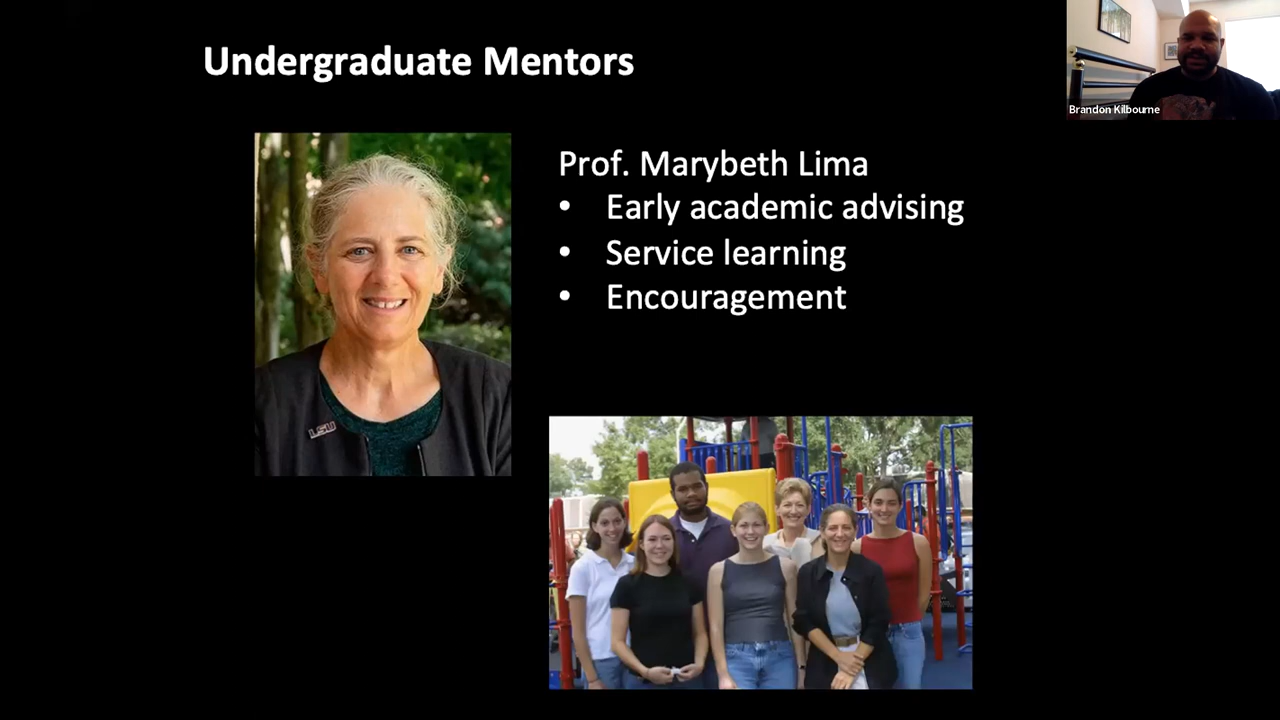 Undergraduate Mentors
Brandon Kilbourne
Prof. Marybeth Lima
• Early academic advising
• Service learning
• Encouragement
LSU